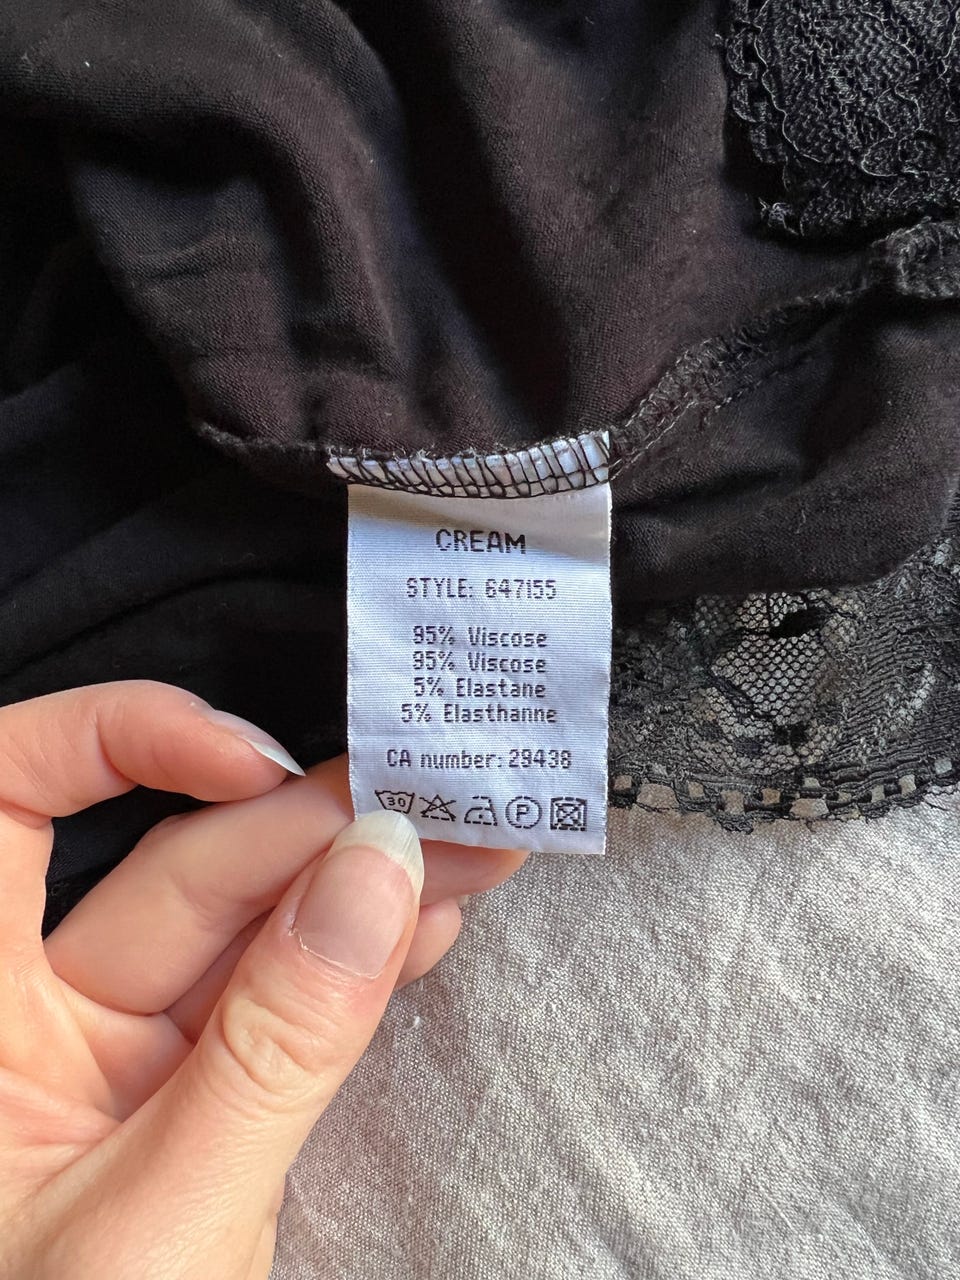 CREAM
STYLE: 647155
95% Viscose
95% Viscose
5% Elastane
5% Elasthanne
CA number: 29438
30 P